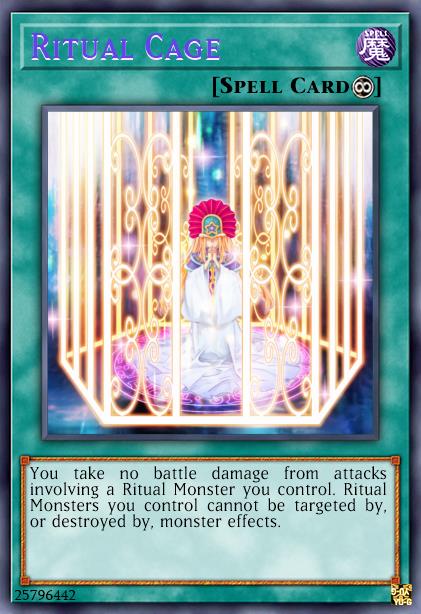 Ritual Cage
SPELL
魔
[Spell Card]
You take no battle damage from attacks
involving a Ritual Monster you control. Ritual
Monsters you control cannot be targeted by,
or destroyed by, monster effects.
25796442